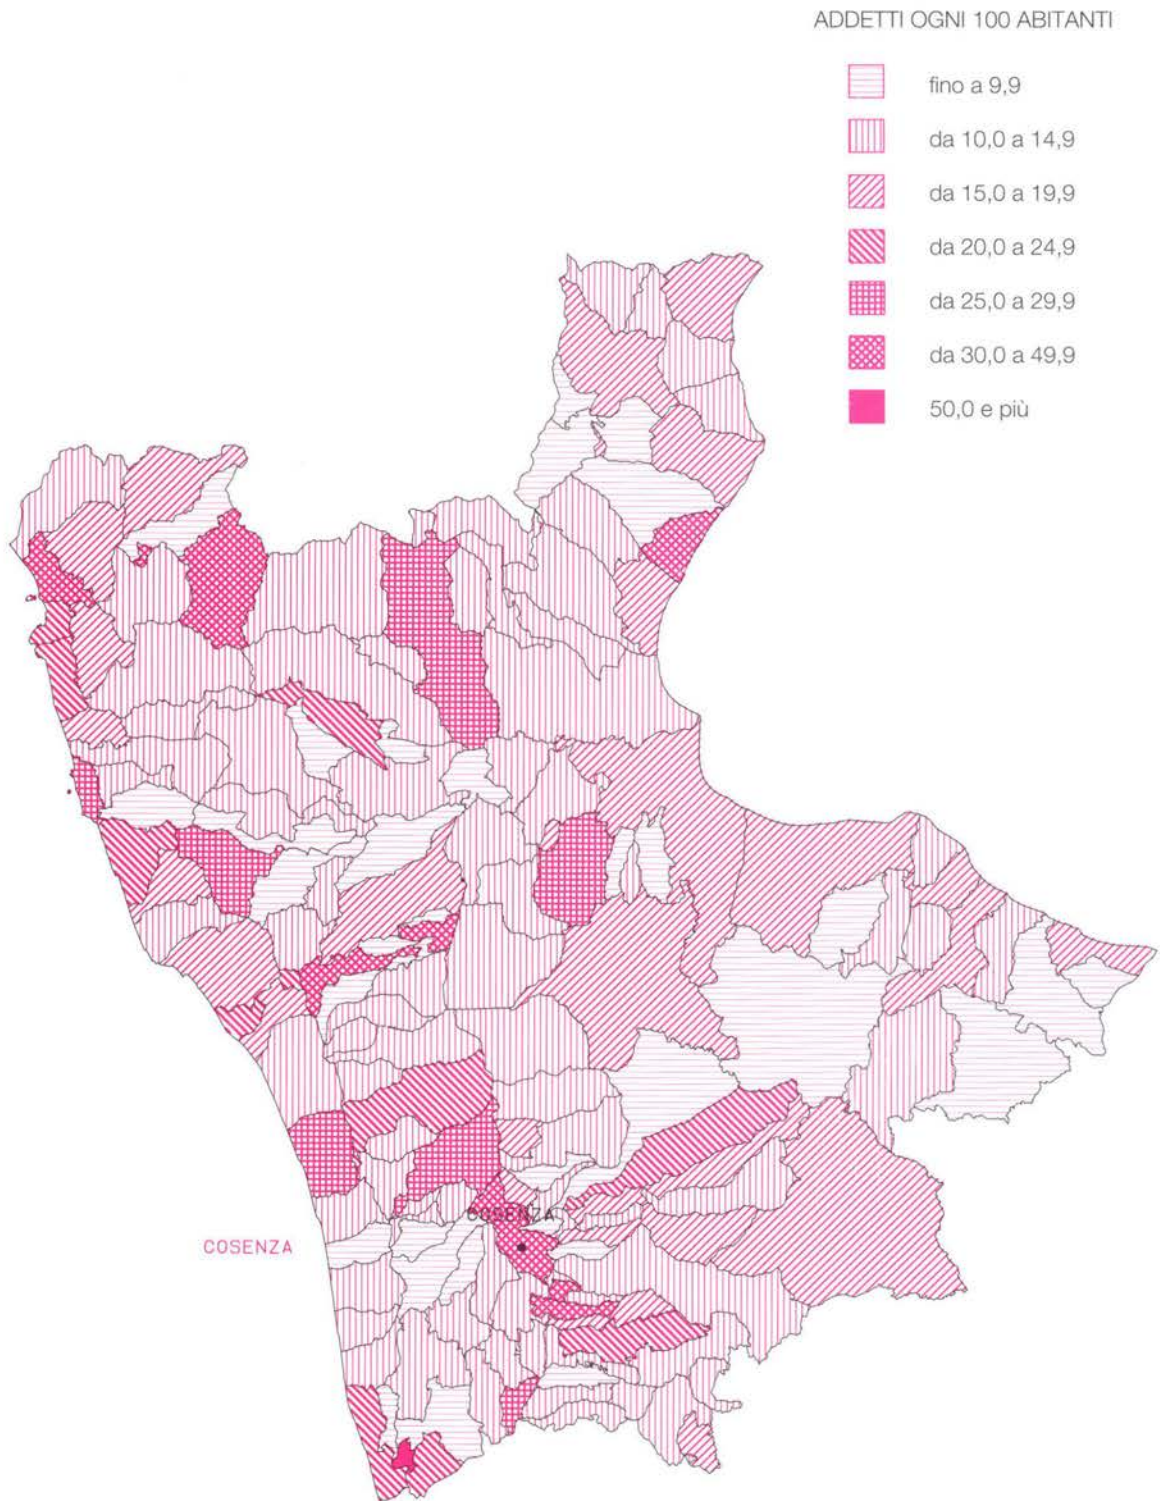 ADDETTI OGNI 100 ABITANTI
fino a 9,9
da 10,0 a 14,9
da 15,0 a 19,9
da 20,0 a 24,9
da 25,0 a 29,9
da 30,0 a 49,9
50,0 e più
COSENZA
COSENZA